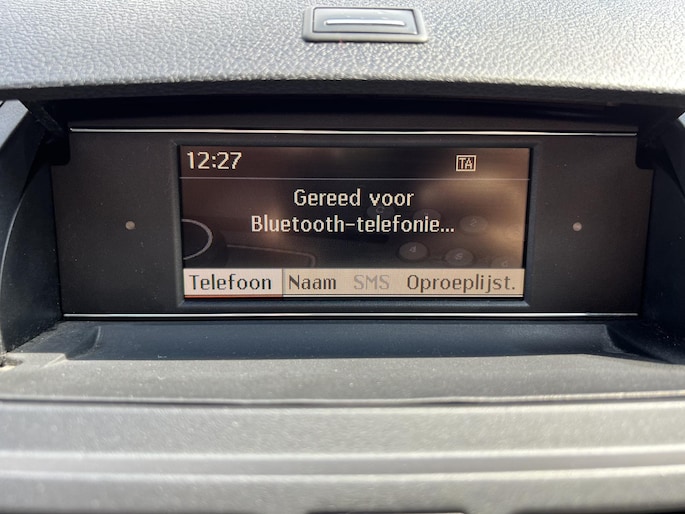 12:27 TA
Gereed voor
Bluetooth-telefonie...
Telefoon Naam SMS Oproeplijst.